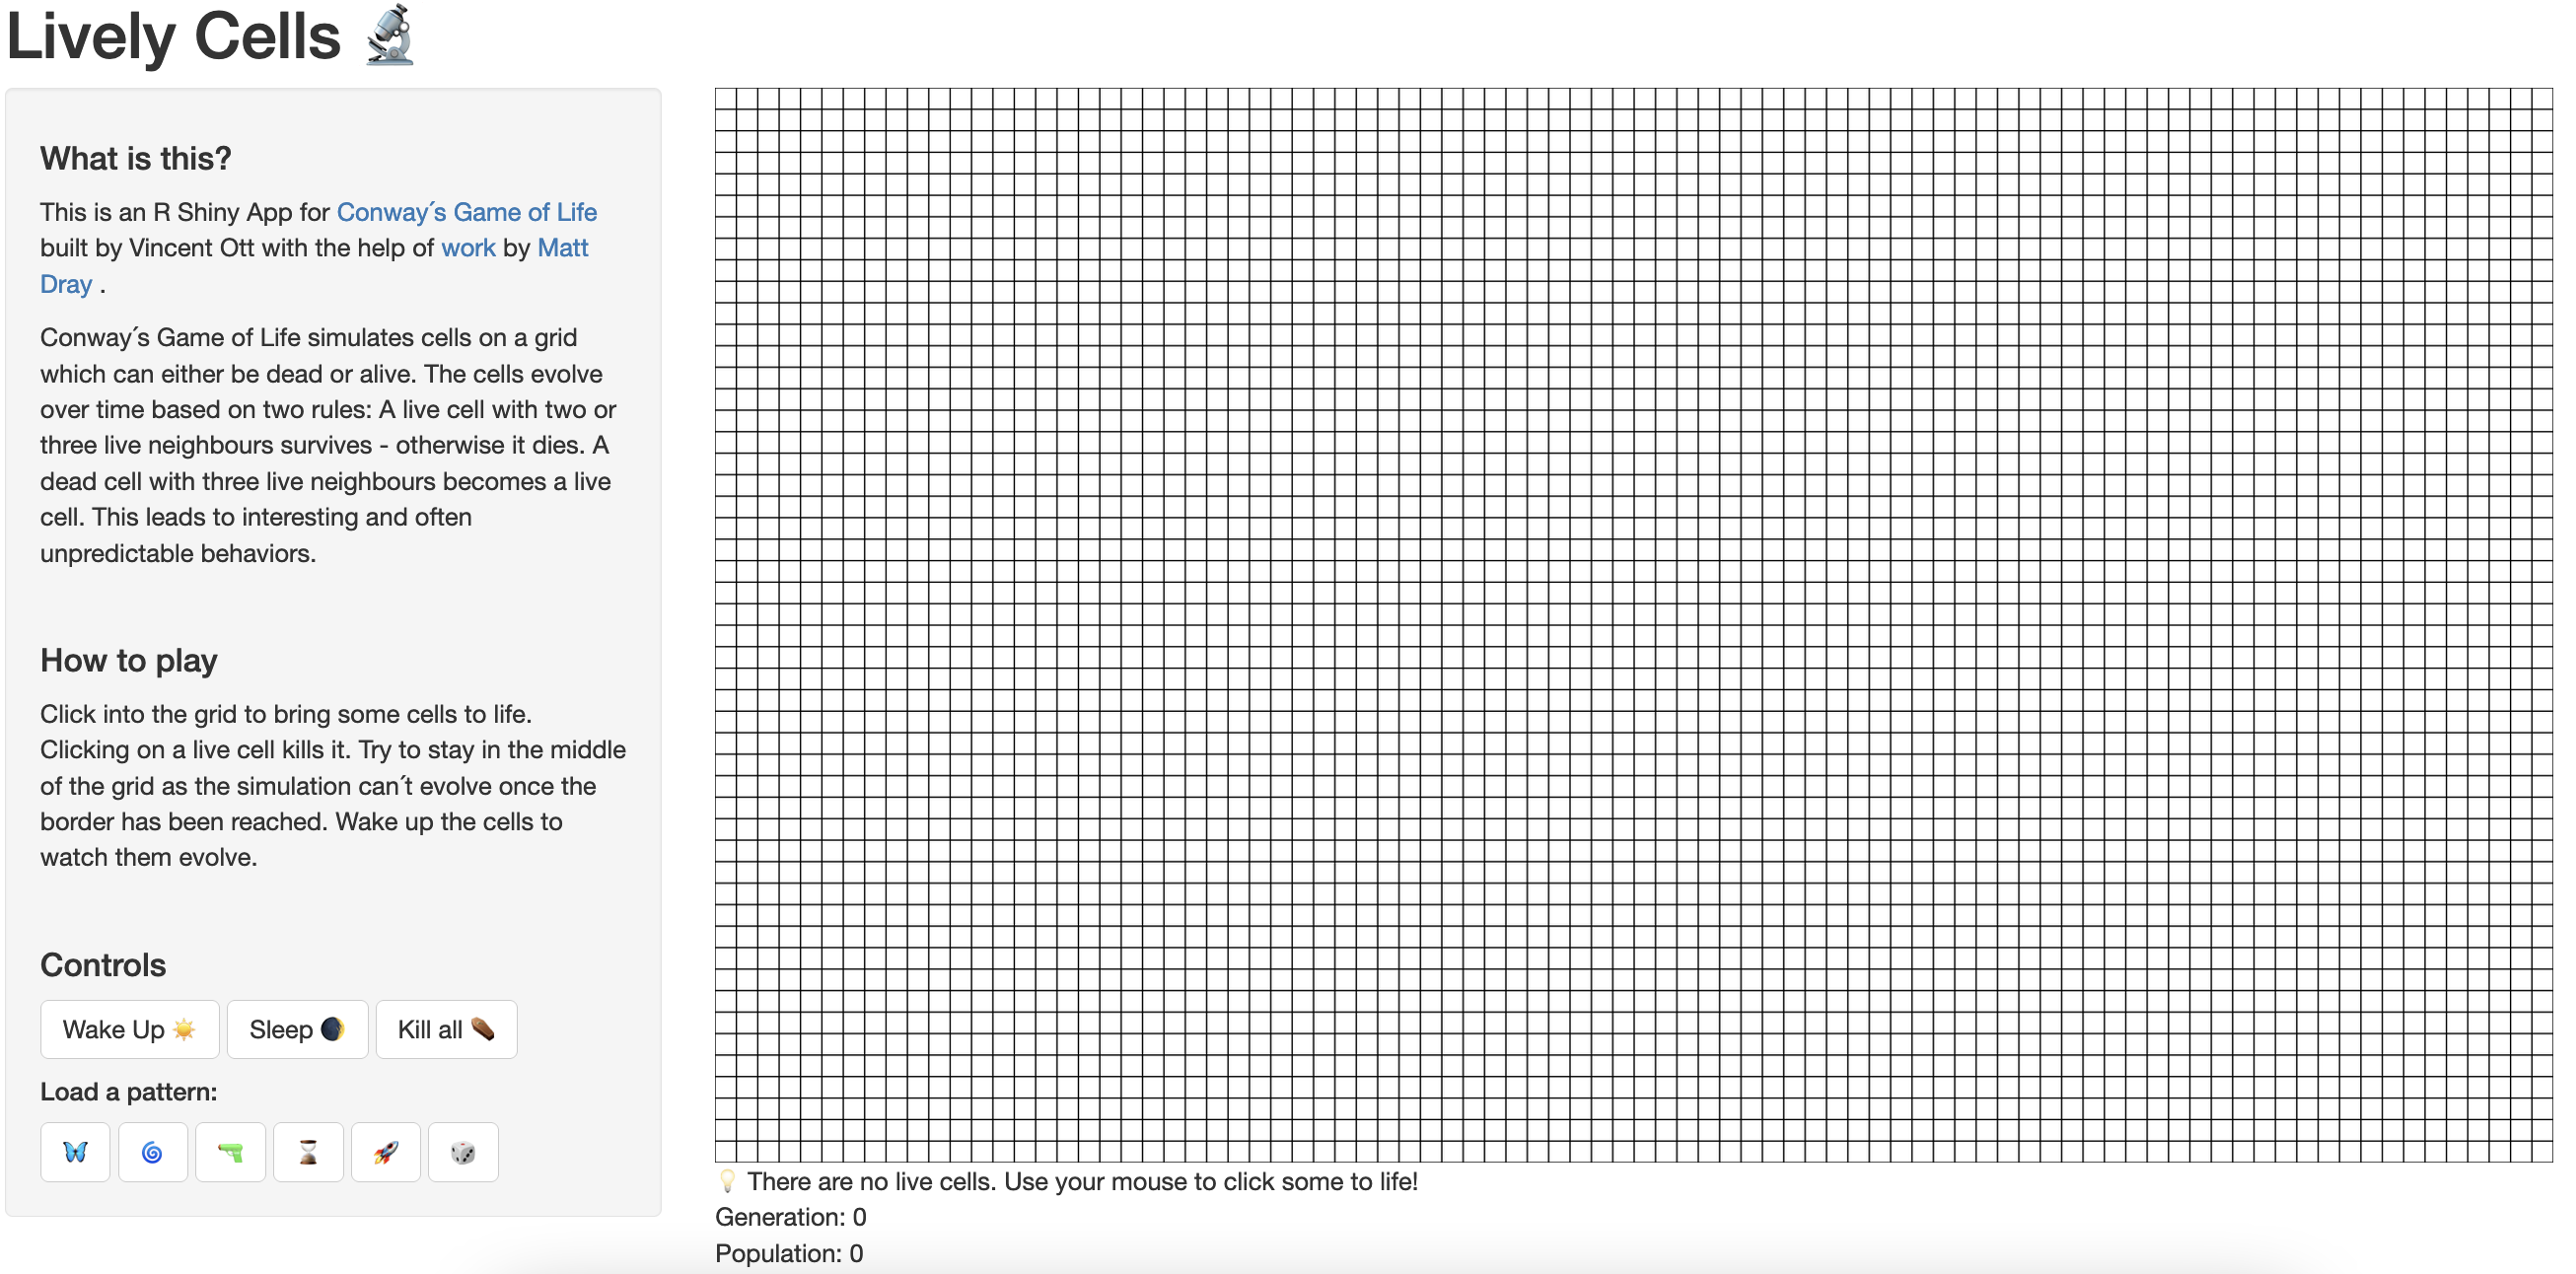 Lively Cells 🔬
What is this?
This is an R Shiny App for Conway´s Game of Life
built by Vincent Ott with the help of work by Matt
Dray .
Conway´s Game of Life simulates cells on a grid
which can either be dead or alive. The cells evolve
over time based on two rules: A live cell with two or
three live neighbours survives - otherwise it dies. A
dead cell with three live neighbours becomes a live
cell. This leads to interesting and often
unpredictable behaviors.
How to play
Click into the grid to bring some cells to life.
Clicking on a live cell kills it. Try to stay in the middle
of the grid as the simulation can´t evolve once the
border has been reached. Wake up the cells to
watch them evolve.
Controls
Wake Up ☀️ Sleep 🌒 Kill all ⚰️
Load a pattern:
🦋 🌀 🔫 ⌛ 🚀 🎲
💡 There are no live cells. Use your mouse to click some to life!
Generation: 0
Population: 0